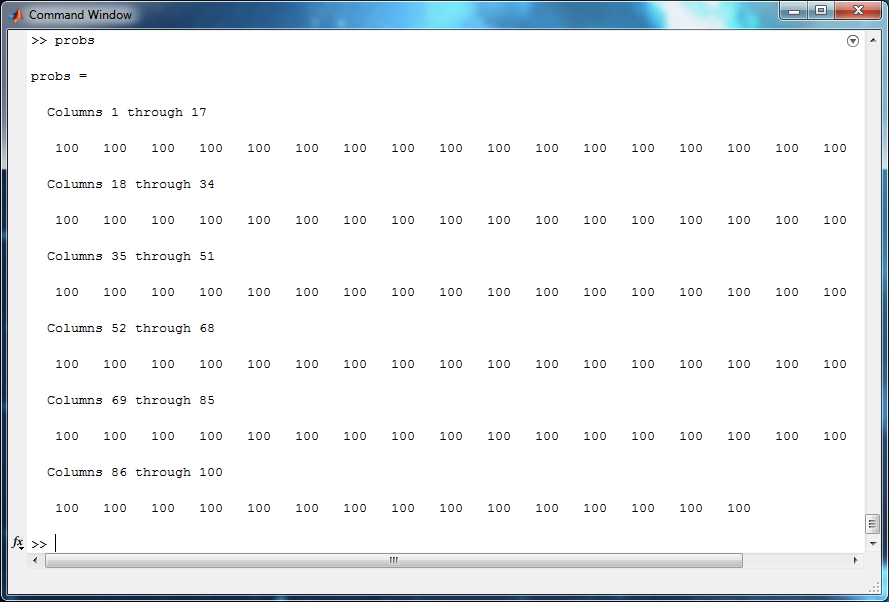 Command Window
>> probs
probs =
Columns 1 through 17
100 100 100 100 100 100 100 100 100 100 100 100 100 100 100 100 100
Columns 18 through 34
100 100 100 100 100 100 100 100 100 100 100 100 100 100 100 100 100
Columns 35 through 51
100 100 100 100 100 100 100 100 100 100 100 100 100 100 100 100 100
Columns 52 through 68
100 100 100 100 100 100 100 100 100 100 100 100 100 100 100 100 100
Columns 69 through 85
100 100 100 100 100 100 100 100 100 100 100 100 100 100 100 100 100
Columns 86 through 100
100 100 100 100 100 100 100 100 100 100 100 100 100 100 100
fx >>